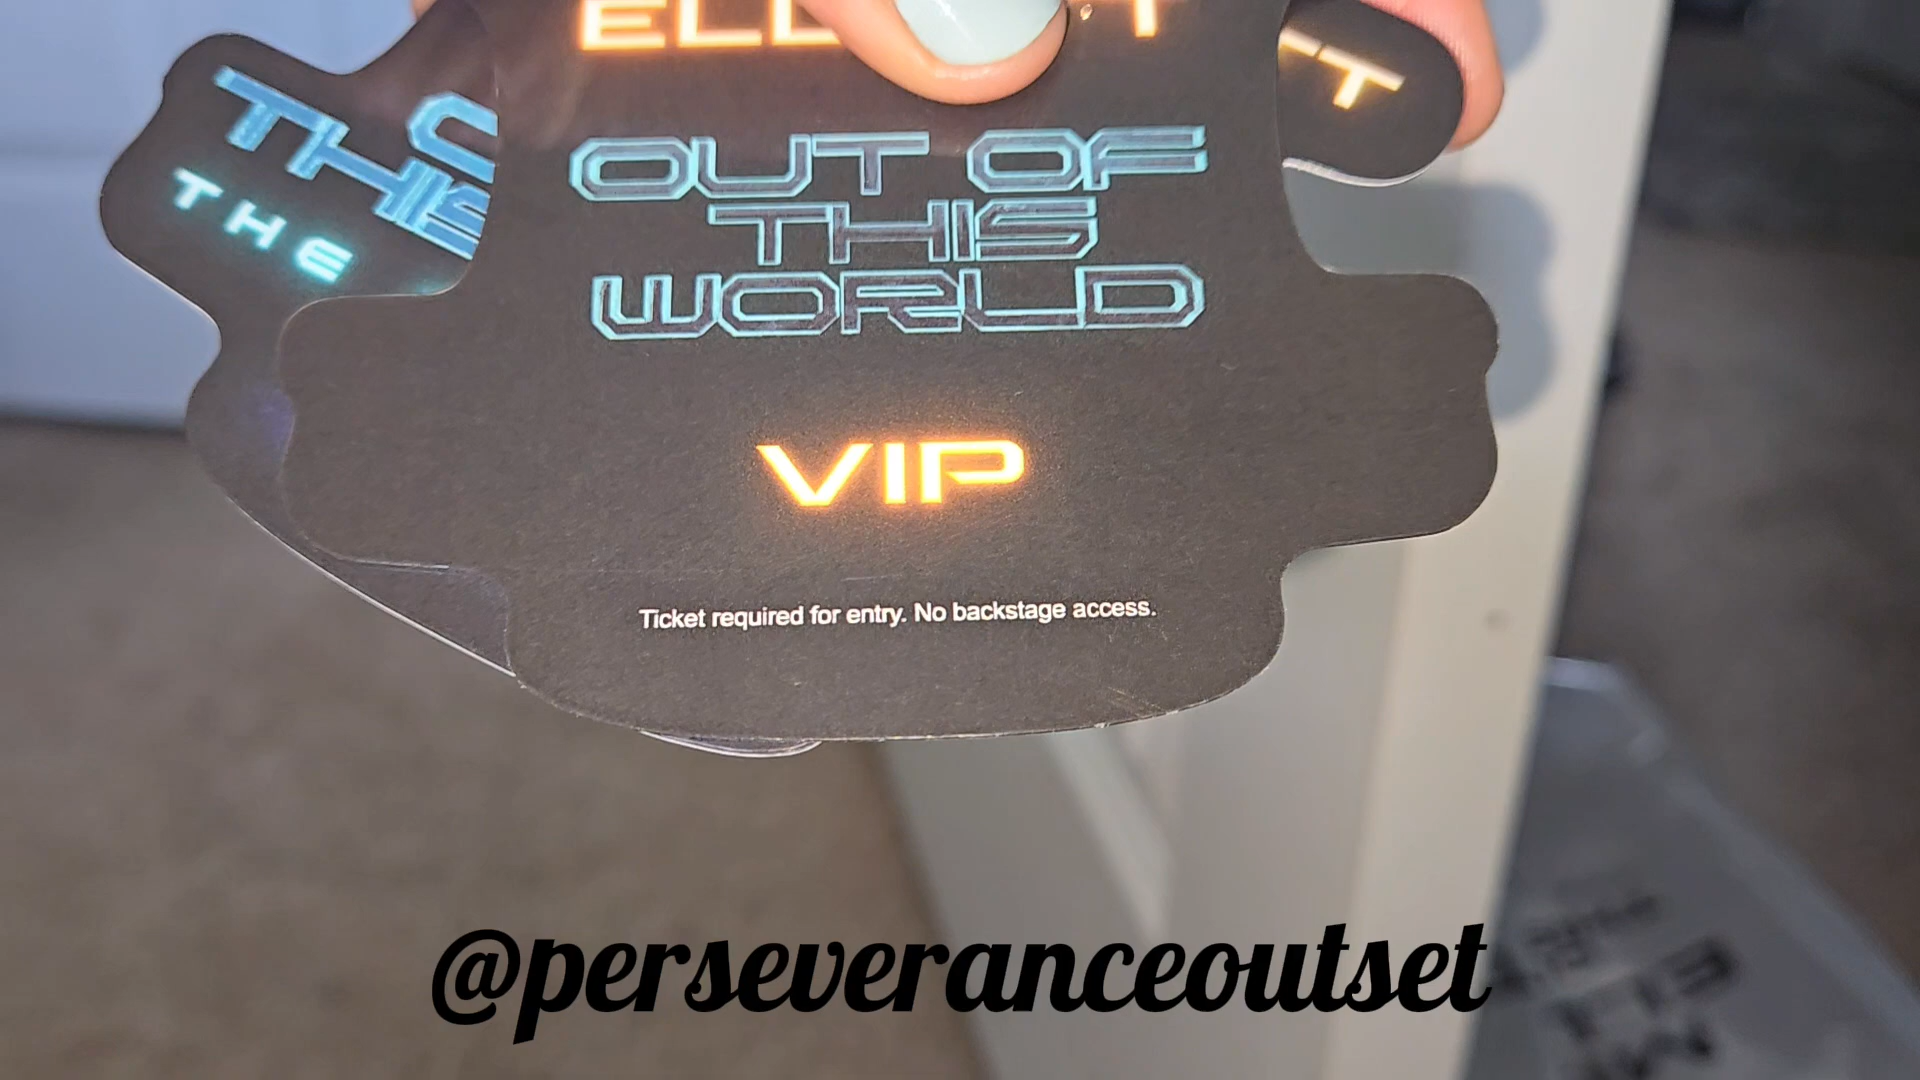 OUT OF
THIS
WORLD
VIP
Ticket required for entry. No backstage access.
THE
@perseveranceoutset